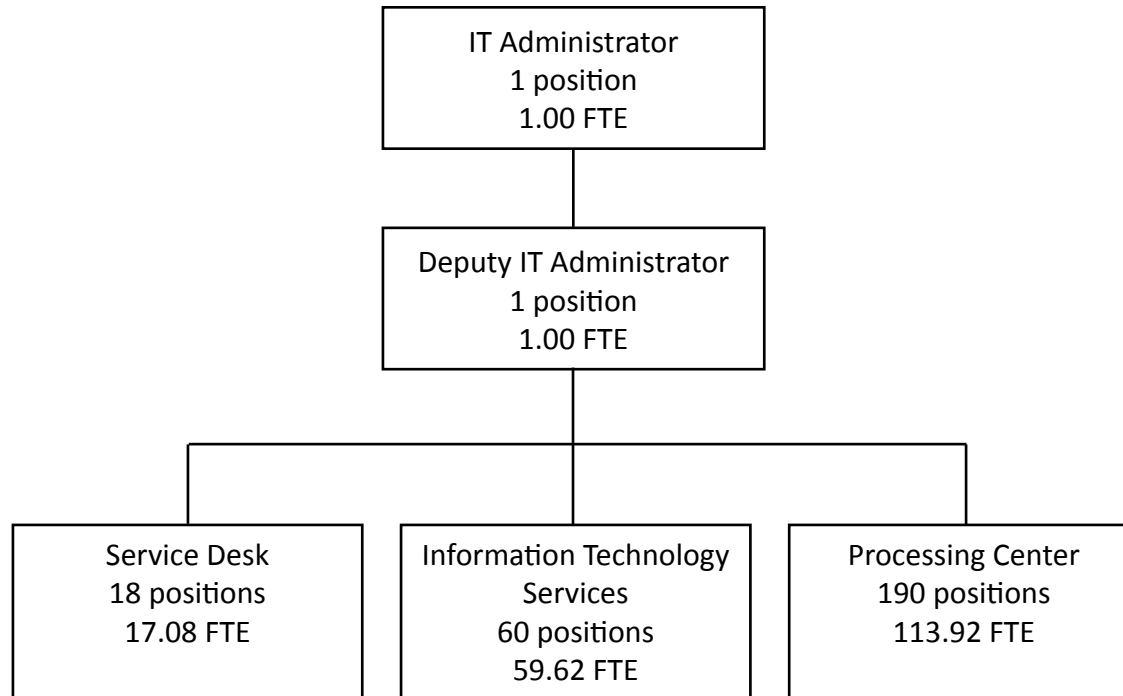 IT Administrator
1 position
1.00 FTE
Deputy IT Administrator
1 position
1.00 FTE
Service Desk
18 positions
17.08 FTE
Information Technology
Services
60 positions
59.62 FTE
Processing Center
190 positions
113.92 FTE